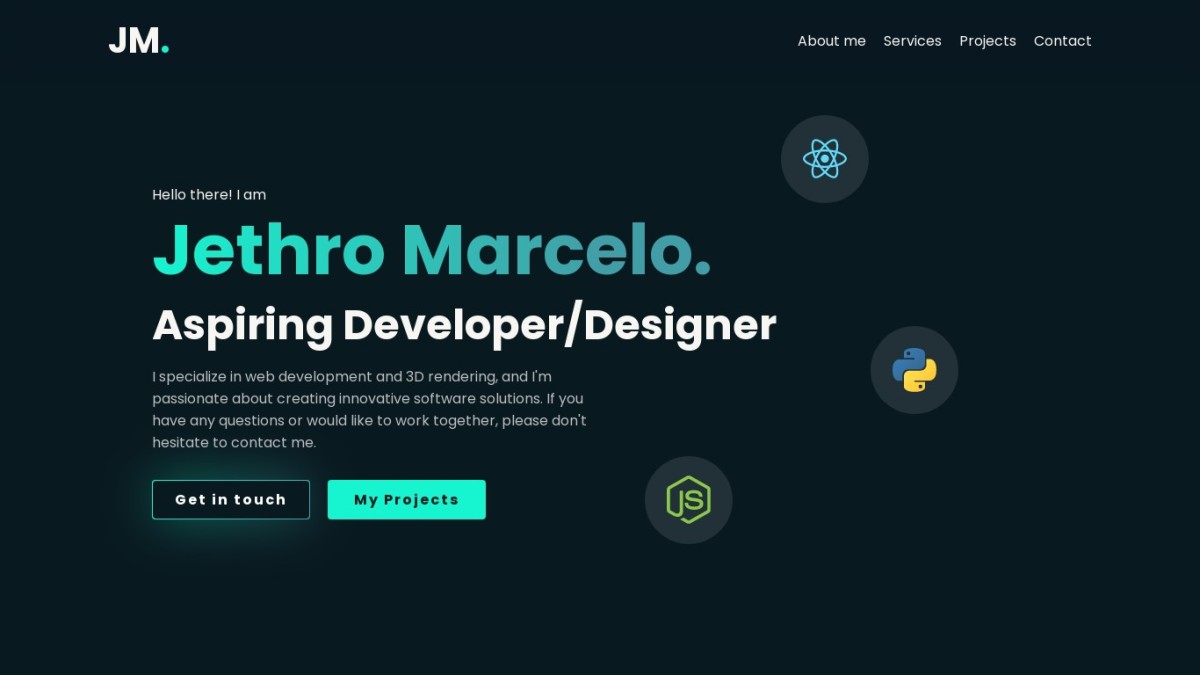 JM.
About me Services Projects Contact
Hello there! I am
Jethro Marcelo.
Aspiring Developer/Designer
I specialize in web development and 3D rendering, and I'm
passionate about creating innovative software solutions. If you
have any questions or would like to work together, please don't
hesitate to contact me.
Get in touch My Projects
JS